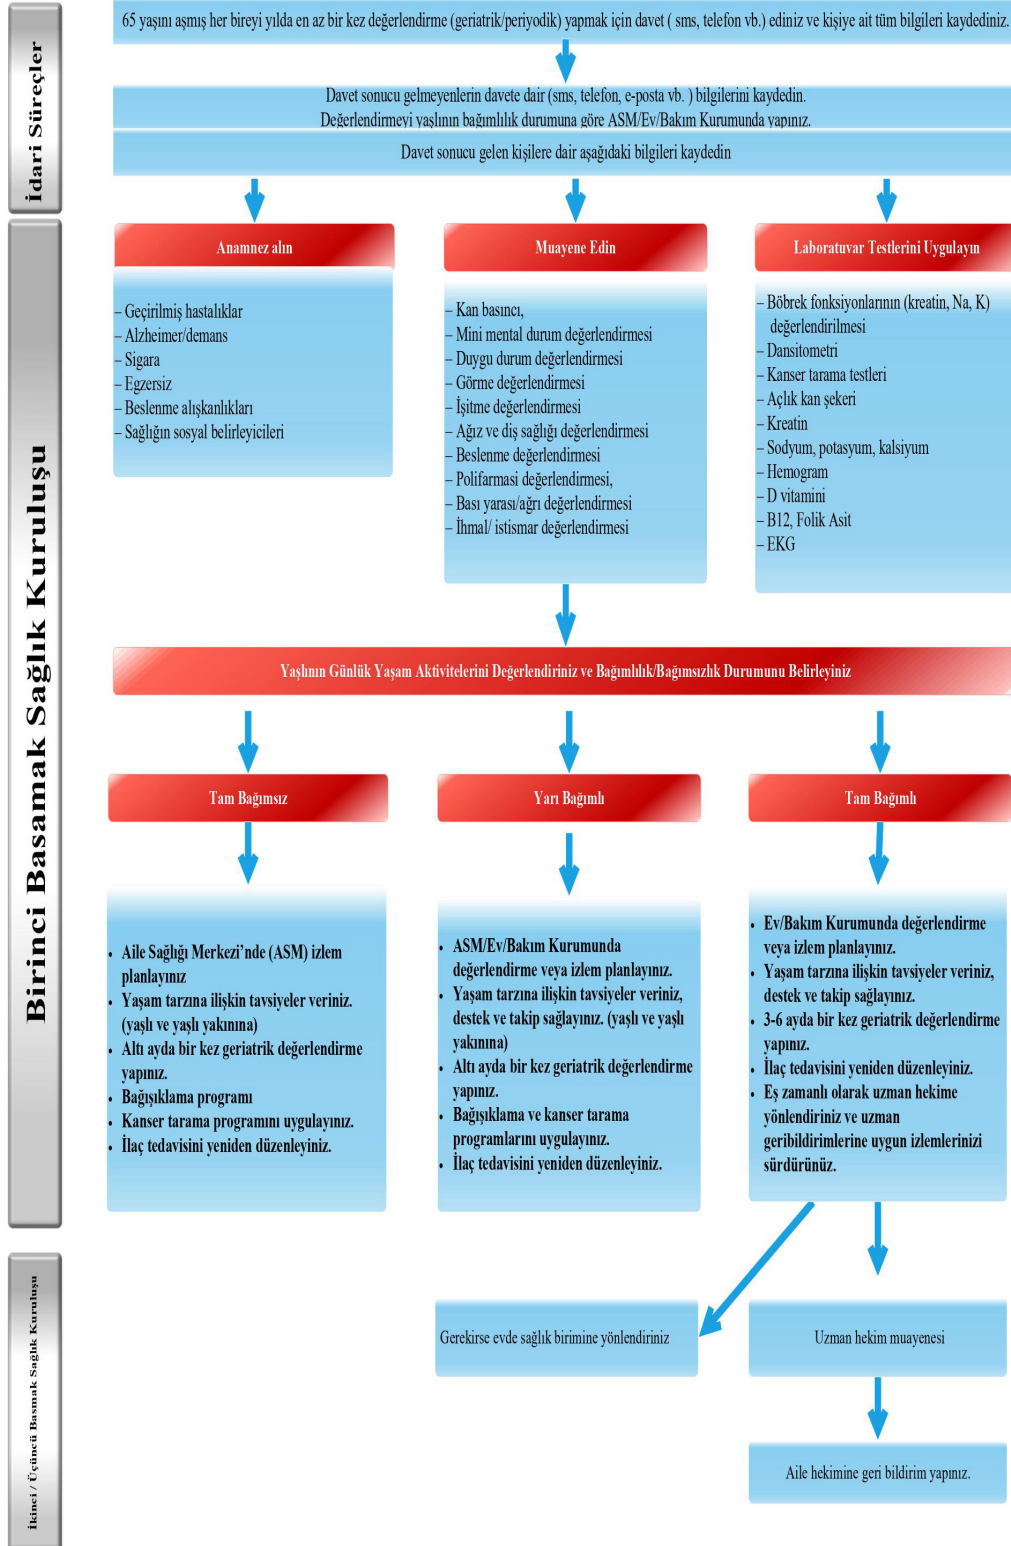 İdari Süreçler
65 yaşını aşmış her bireyi yılda en az bir kez değerlendirme (geriatrik/periyodik) yapmak için davet ( sms, telefon vb.) ediniz ve kişiye ait tüm bilgileri kaydediniz.
Davet sonucu gelmeyenlerin davete dair (sms, telefon, e-posta vb. ) bilgilerini kaydedin.
Değerlendirmeyi yaşlının bağımlılık durumuna göre ASM/Ev/Bakım Kurumunda yapınız.
Davet sonucu gelen kişilere dair aşağıdaki bilgileri kaydedin
Birinci Basamak Sağlık Kuruluşu
Anamnez alın
– Geçirilmiş hastalıklar
– Alzheimer/demans
– Sigara
– Egzersiz
– Beslenme alışkanlıkları
– Sağlığın sosyal belirleyicileri
Muayene Edin
– Kan basıncı,
– Mini mental durum değerlendirmesi
– Duygu durum değerlendirmesi
– Görme değerlendirmesi
– İşitme değerlendirmesi
– Ağız ve diş sağlığı değerlendirmesi
– Beslenme değerlendirmesi
– Polifarmasi değerlendirmesi,
– Bası yarası/ağrı değerlendirmesi
– İhmal/ istismar değerlendirmesi
Laboratuvar Testlerini Uygulayın
– Böbrek fonksiyonlarının (kreatin, Na, K)
değerlendirilmesi
– Dansitometri
– Kanser tarama testleri
– Açlık kan şekeri
– Kreatin
– Sodyum, potasyum, kalsiyum
– Hemogram
– D vitamini
– B12, Folik Asit
– EKG
Yaşlının Günlük Yaşam Aktivitelerini Değerlendiriniz ve Bağımlılık/Bağımsızlık Durumunu Belirleyiniz
Tam Bağımsız
• Aile Sağlığı Merkezi’nde (ASM) izlem
planlayınız
• Yaşam tarzına ilişkin tavsiyeler veriniz.
(yaşlı ve yaşlı yakınına)
• Altı ayda bir kez geriatrik değerlendirme
yapınız.
• Bağışıklama programı
• Kanser tarama programını uygulayınız.
• İlaç tedavisini yeniden düzenleyiniz.
Yarı Bağımlı
• ASM/Ev/Bakım Kurumunda
değerlendirme veya izlem planlayınız.
• Yaşam tarzına ilişkin tavsiyeler veriniz,
destek ve takip sağlayınız. (yaşlı ve yaşlı
yakınına)
• Altı ayda bir kez geriatrik değerlendirme
yapınız.
• Bağışıklama ve kanser tarama
programlarını uygulayınız.
• İlaç tedavisini yeniden düzenleyiniz.
Tam Bağımlı
• Ev/Bakım Kurumunda değerlendirme
veya izlem planlayınız.
• Yaşam tarzına ilişkin tavsiyeler veriniz,
destek ve takip sağlayınız.
• 3-6 ayda bir kez geriatrik değerlendirme
yapınız.
• İlaç tedavisini yeniden düzenleyiniz.
• Eş zamanlı olarak uzman hekime
yönlendiriniz ve uzman
geribildirimlerine uygun izlemlerinizi
sürdürünüz.
İkinci / Üçüncü Basmak Sağlık Kuruluşu
Gerekirse evde sağlık birimine yönlendiriniz
Uzman hekim muayenesi
Aile hekimine geri bildirim yapınız.